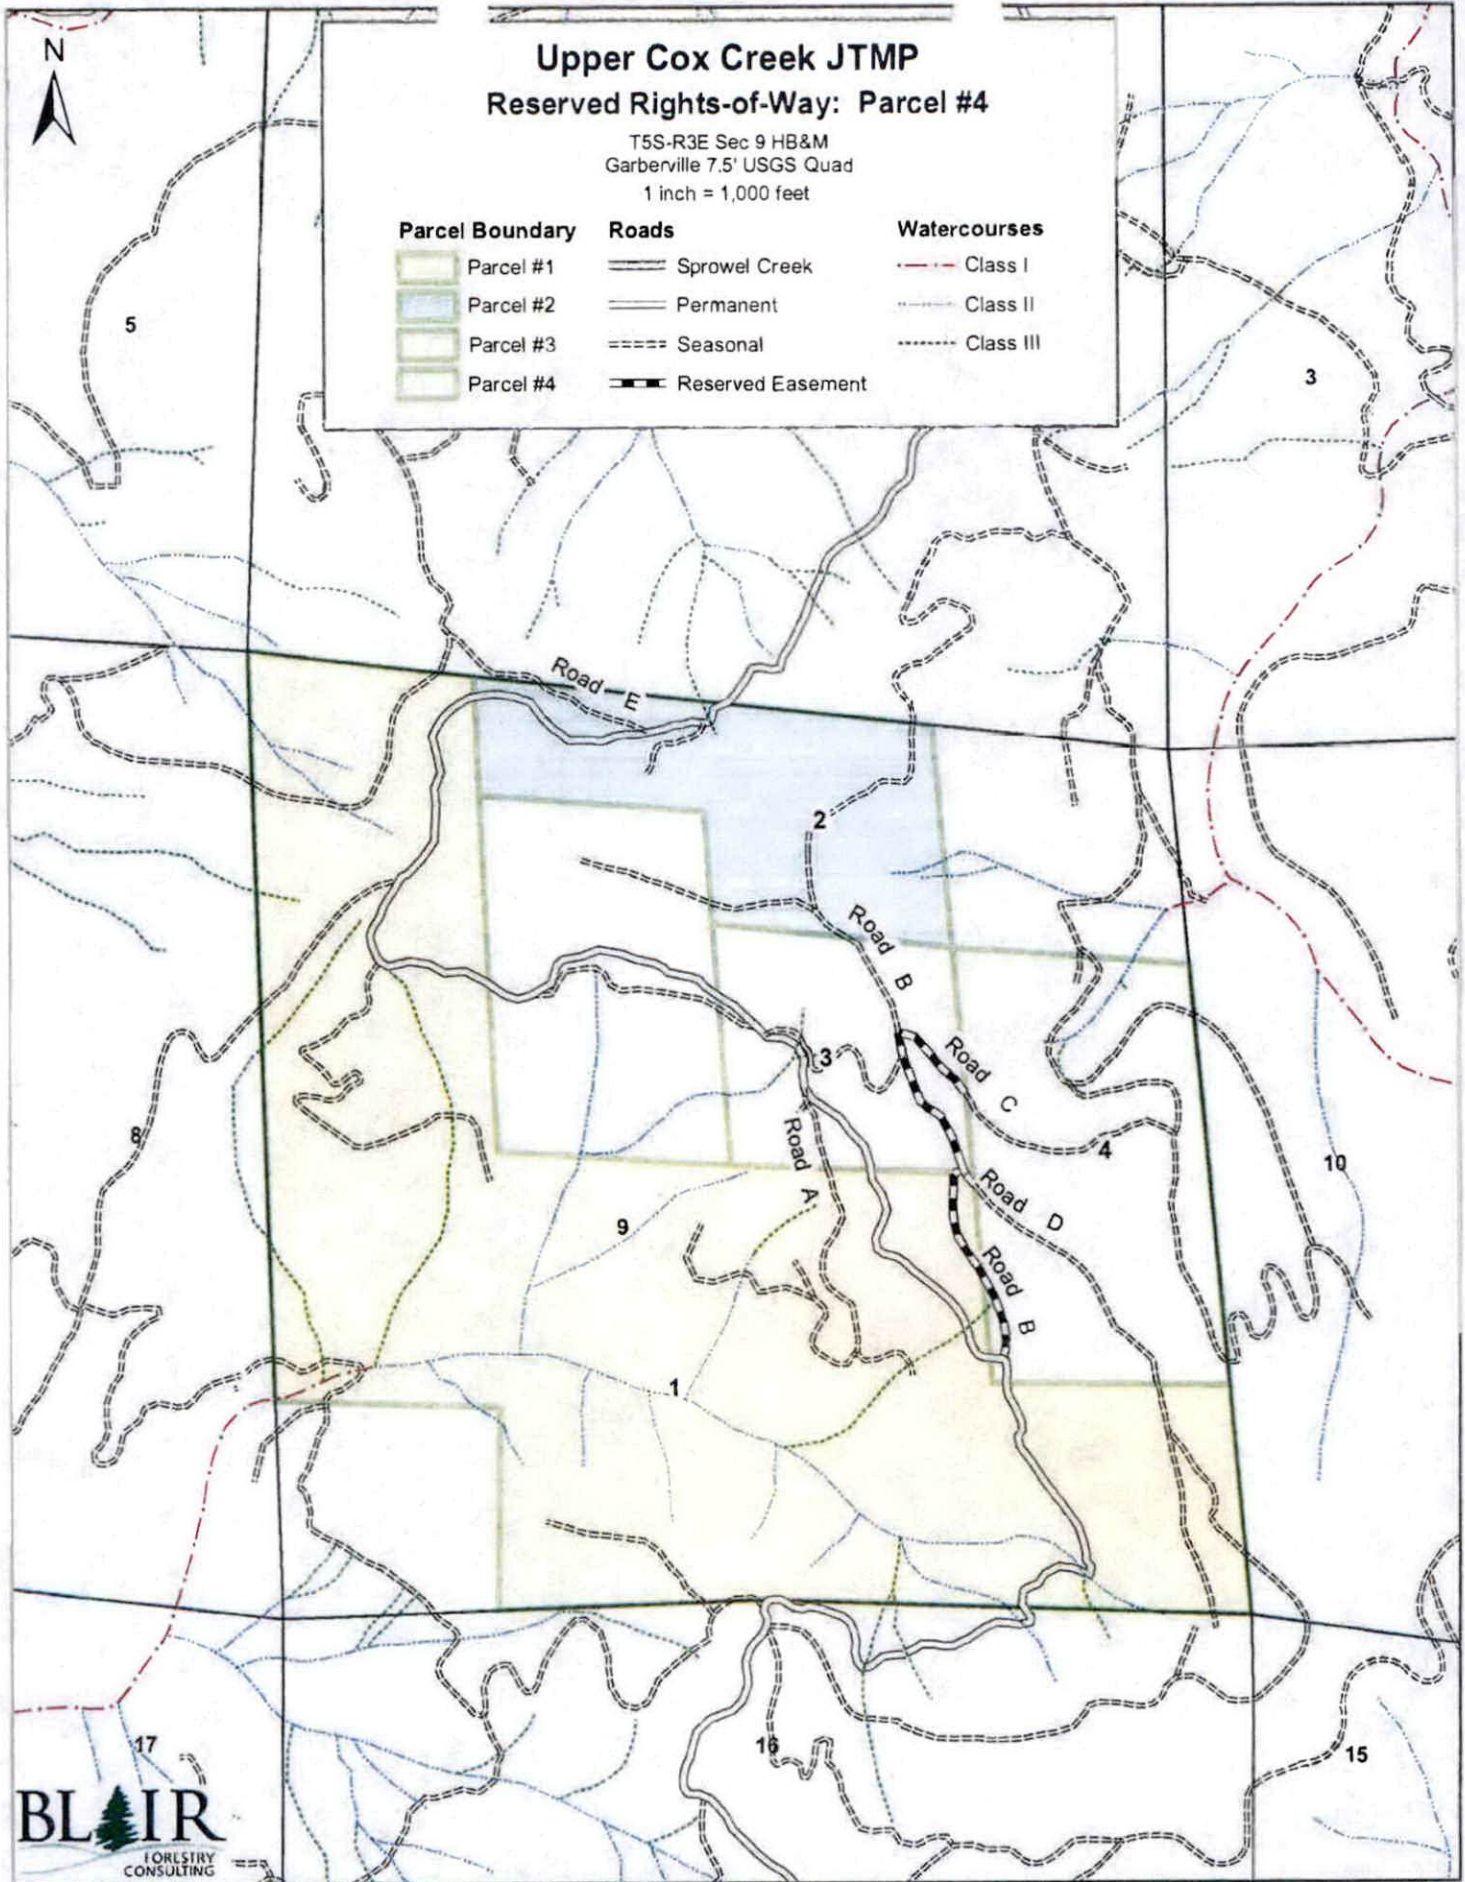 N
Upper Cox Creek JTMP
Reserved Rights-of-Way: Parcel #4
T5S-R3E Sec 9 HB&M
Garberville 7.5' USGS Quad
1 inch = 1,000 feet
Parcel Boundary
Parcel #1
Parcel #2
Parcel #3
Parcel #4
Roads
Sprowel Creek
Permanent
Seasonal
Reserved Easement
Watercourses
Class I
Class II
Class III
5
3
Road E
2
Road B
3
Road C
8
Road A
4
10
Road D
9
Road B
1
17
16
15
BLAIR
FORESTRY
CONSULTING